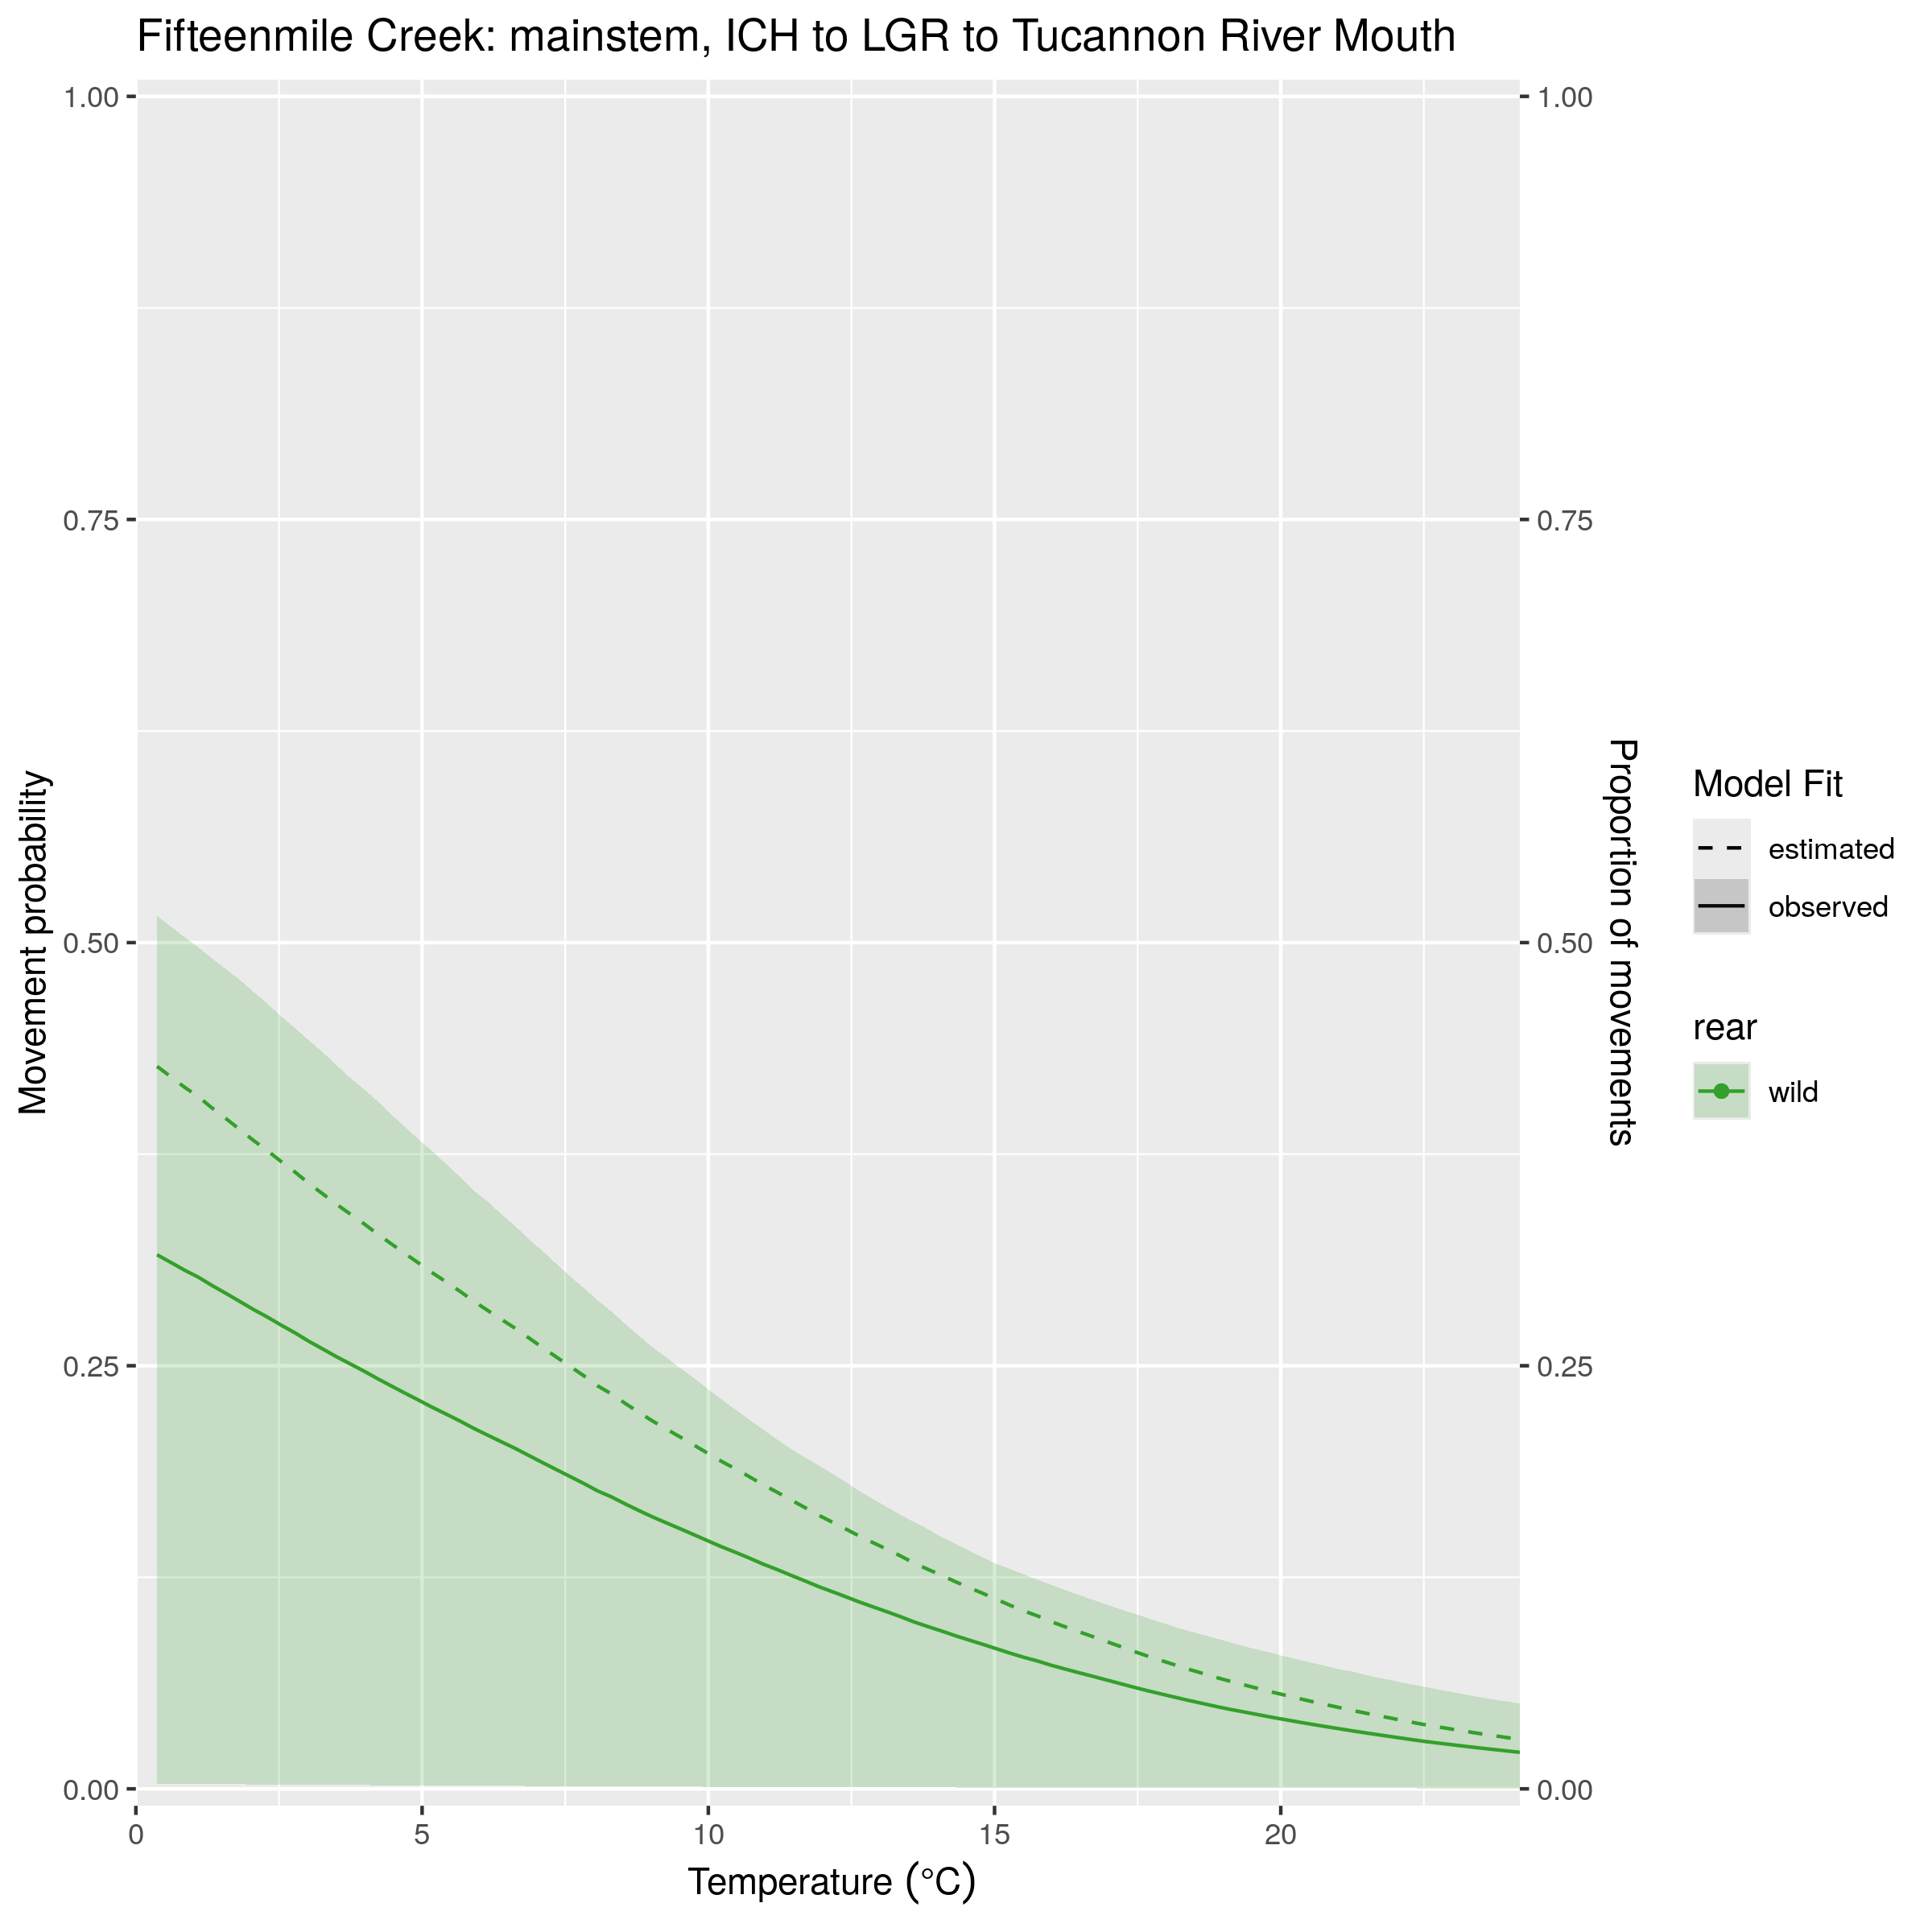 Fifteenmile Creek: mainstem, ICH to LGR to Tucannon River Mouth
1.00
0.75
0.50
0.25
0.00
Movement probability
0
5
10
15
20
Temperature (°C)
1.00
0.75
0.50
0.25
0.00
Proportion of movements
Model Fit
estimated
observed
rear
wild